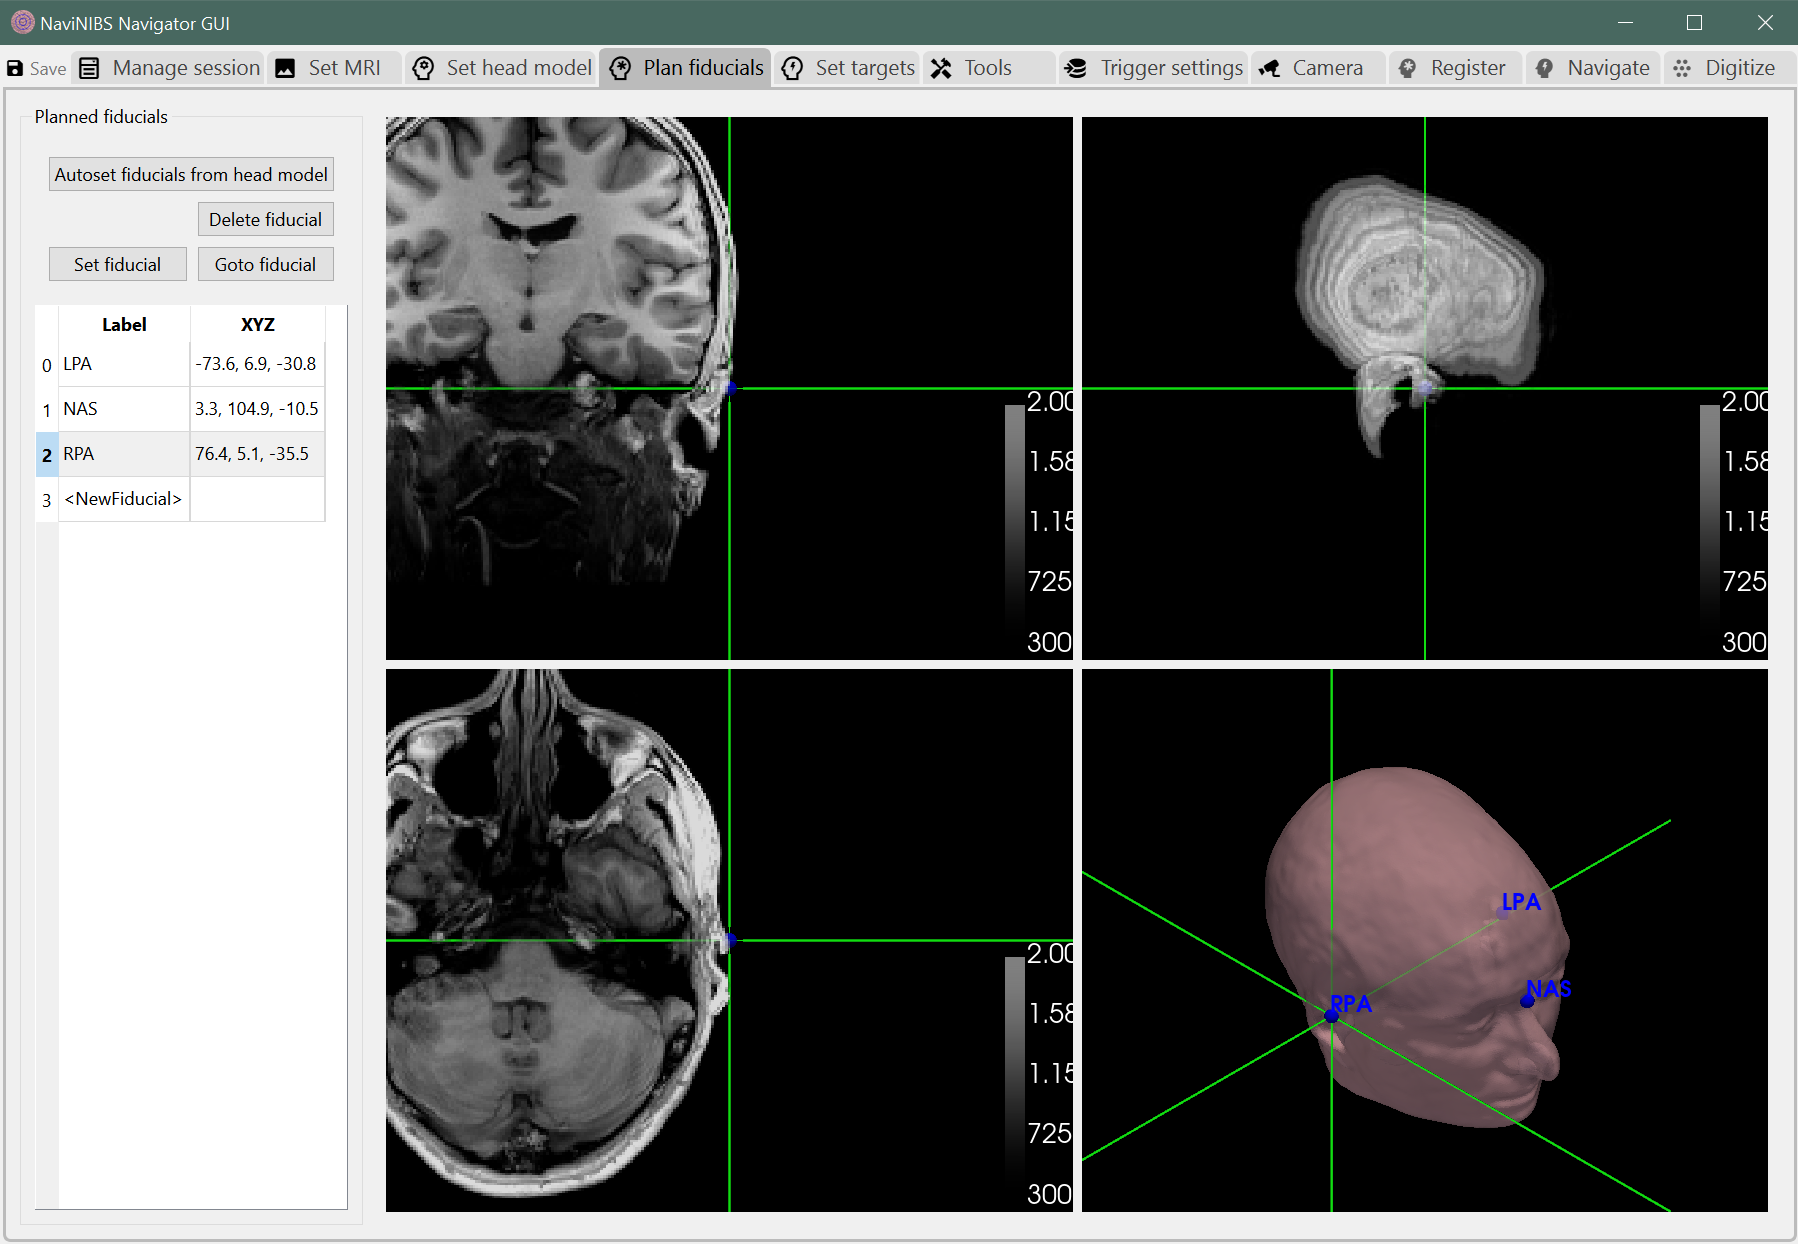 NaviNIBS Navigator GUI
Save Manage session Set MRI Set head model Plan fiducials Set targets Tools Trigger settings Camera Register Navigate Digitize
Planned fiducials
Autoset fiducials from head model
Delete fiducial
Set fiducial Goto fiducial
Label XYZ
0 LPA -73.6, 6.9, -30.8
1 NAS 3.3, 104.9, -10.5
2 RPA 76.4, 5.1, -35.5
3 <NewFiducial>
2.00
1.58
1.15
725
300
2.00
1.58
1.15
725
300
2.00
1.58
1.15
725
300
LPA
NAS
RPA